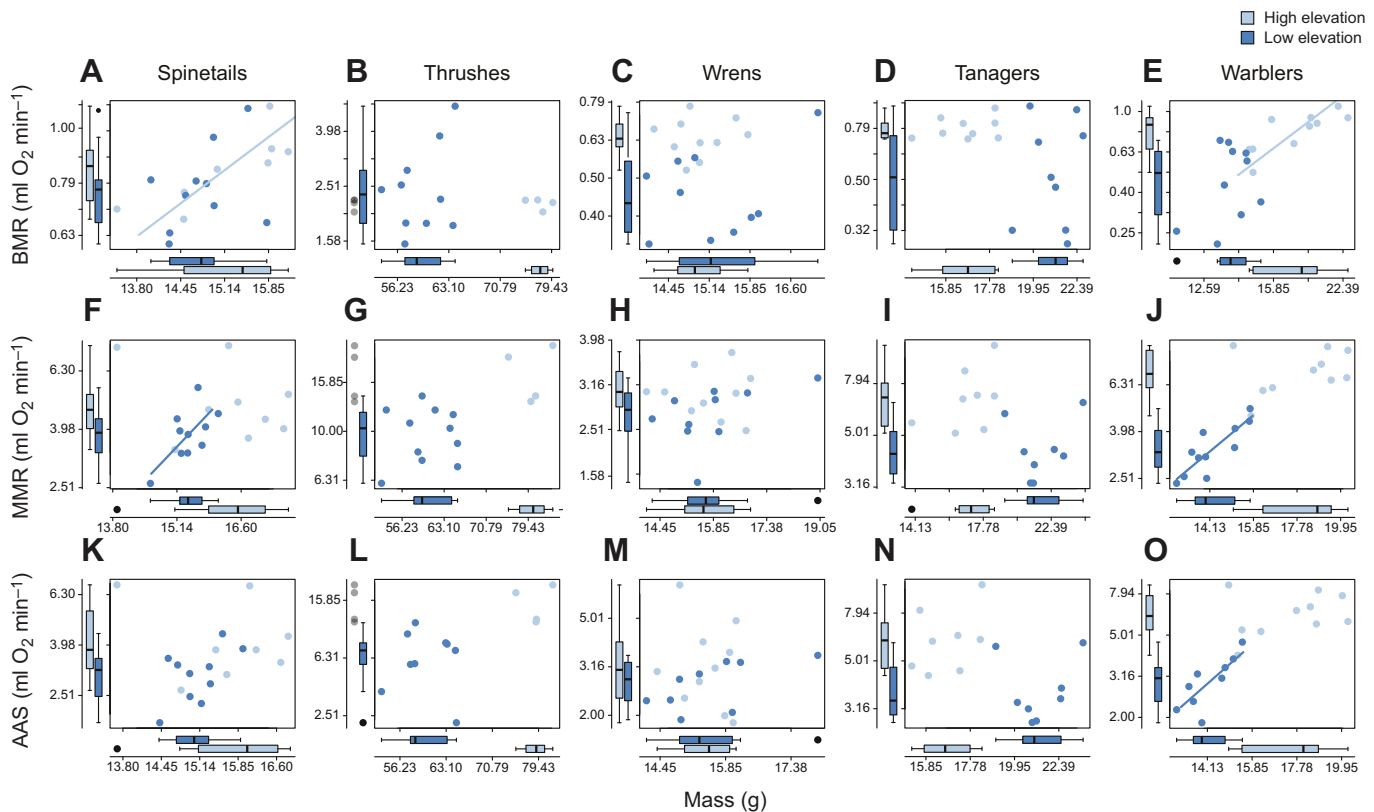 High elevation
Low elevation
A Spinetails
B Thrushes
C Wrens
D Tanagers
E Warblers
BMR (ml O₂ min⁻¹)
1.00
0.79
0.63
13.80 14.45 15.14 15.85
3.98
2.51
1.58
56.23 63.10 70.79 79.43
0.79
0.63
0.50
0.40
14.45 15.14 15.85 16.60
0.79
0.50
0.32
15.85 17.78 19.95 22.39
1.0
0.63
0.40
0.25
12.59 15.85 22.39
F
G
H
I
J
MMR (ml O₂ min⁻¹)
6.30
3.98
2.51
13.80 15.14 16.60
15.85
10.00
6.31
56.23 63.10 70.79 79.43
3.98
3.16
2.51
1.58
14.45 15.85 17.38 19.05
7.94
5.01
3.16
14.13 17.78 22.39
6.31
3.98
2.51
14.13 15.85 17.78 19.95
K
L
M
N
O
AAS (ml O₂ min⁻¹)
6.30
3.98
2.51
13.80 14.45 15.14 15.85 16.60
15.85
6.31
2.51
56.23 63.10 70.79 79.43
5.01
3.16
2.00
14.45 15.85 17.38
7.94
5.01
3.16
15.85 17.78 19.95 22.39
7.94
5.01
3.16
2.00
14.13 15.85 17.78 19.95
Mass (g)